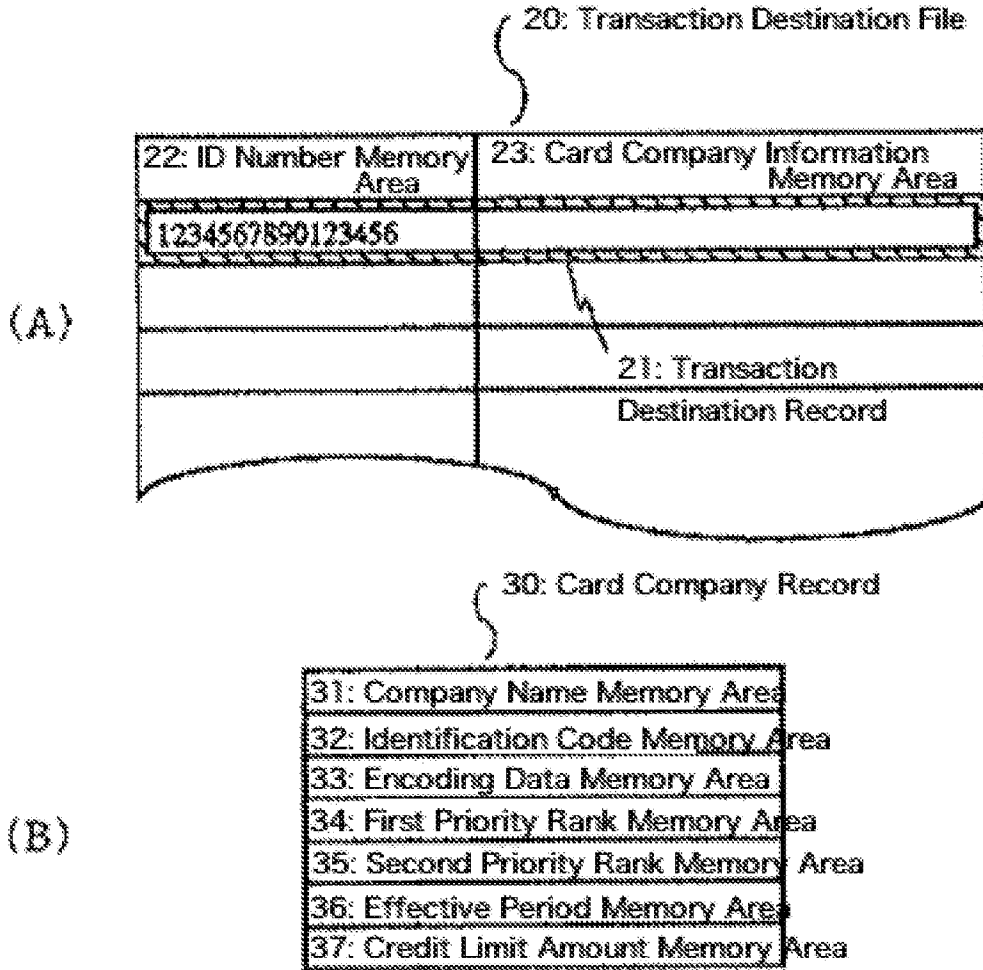 20: Transaction Destination File
22: ID Number Memory Area
23: Card Company Information Memory Area
1234567890123456
(A)
21: Transaction
Destination Record
30: Card Company Record
31: Company Name Memory Area
32: Identification Code Memory Area
33: Encoding Data Memory Area
34: First Priority Rank Memory Area
(B)
35: Second Priority Rank Memory Area
36: Effective Period Memory Area
37: Credit Limit Amount Memory Area